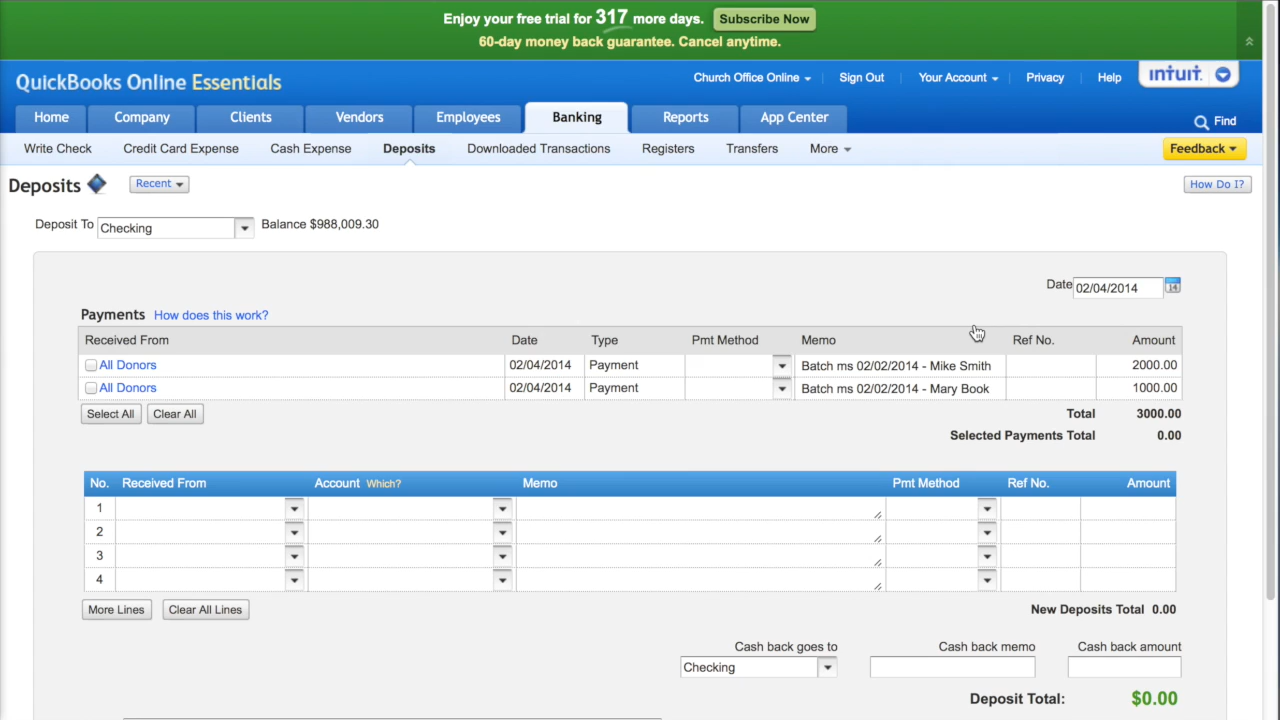 Enjoy your free trial for 317 more days. Subscribe Now
60-day money back guarantee. Cancel anytime.
QuickBooks Online Essentials
Church Office Online Sign Out Your Account Privacy Help intuit.
Home Company Clients Vendors Employees Banking Reports App Center Find
Write Check Credit Card Expense Cash Expense Deposits Downloaded Transactions Registers Transfers More Feedback
Deposits Recent How Do I?
Deposit To Checking Balance $988,009.30
Date 02/04/2014 14
Payments How does this work?
Received From Date Type Pmt Method Memo Ref No. Amount
All Donors 02/04/2014 Payment Batch ms 02/02/2014 - Mike Smith 2000.00
All Donors 02/04/2014 Payment Batch ms 02/02/2014 - Mary Book 1000.00
Select All Clear All Total 3000.00
Selected Payments Total 0.00
No. Received From Account Which? Memo Pmt Method Ref No. Amount
1
2
3
4
More Lines Clear All Lines New Deposits Total 0.00
Cash back goes to Cash back memo Cash back amount
Checking
Deposit Total: $0.00